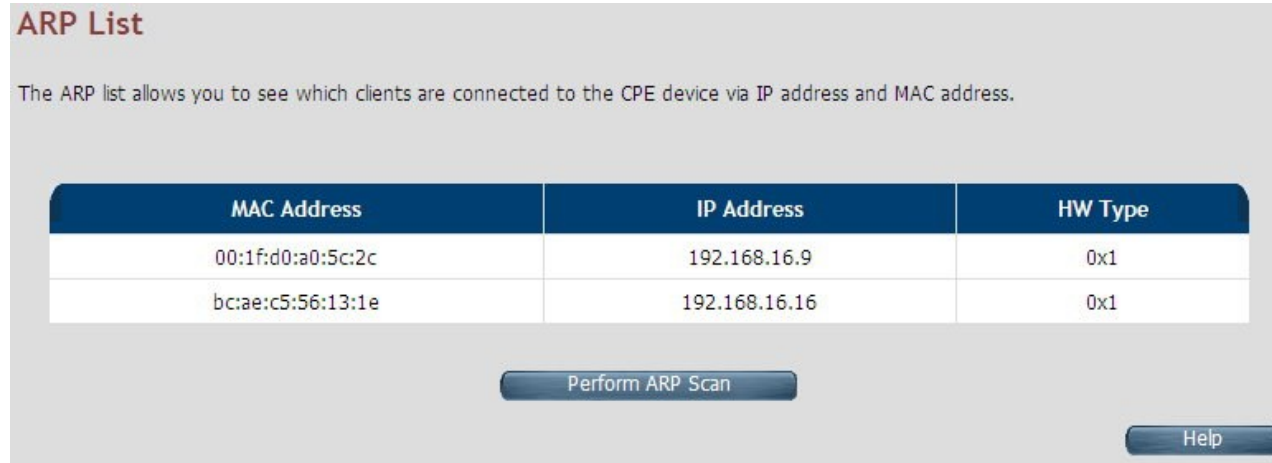 ARP List
The ARP list allows you to see which clients are connected to the CPE device via IP address and MAC address.
MAC Address IP Address HW Type
00:1f:d0:a0:5c:2c 192.168.16.9 0x1
bc:ae:c5:56:13:1e 192.168.16.16 0x1
Perform ARP Scan
Help